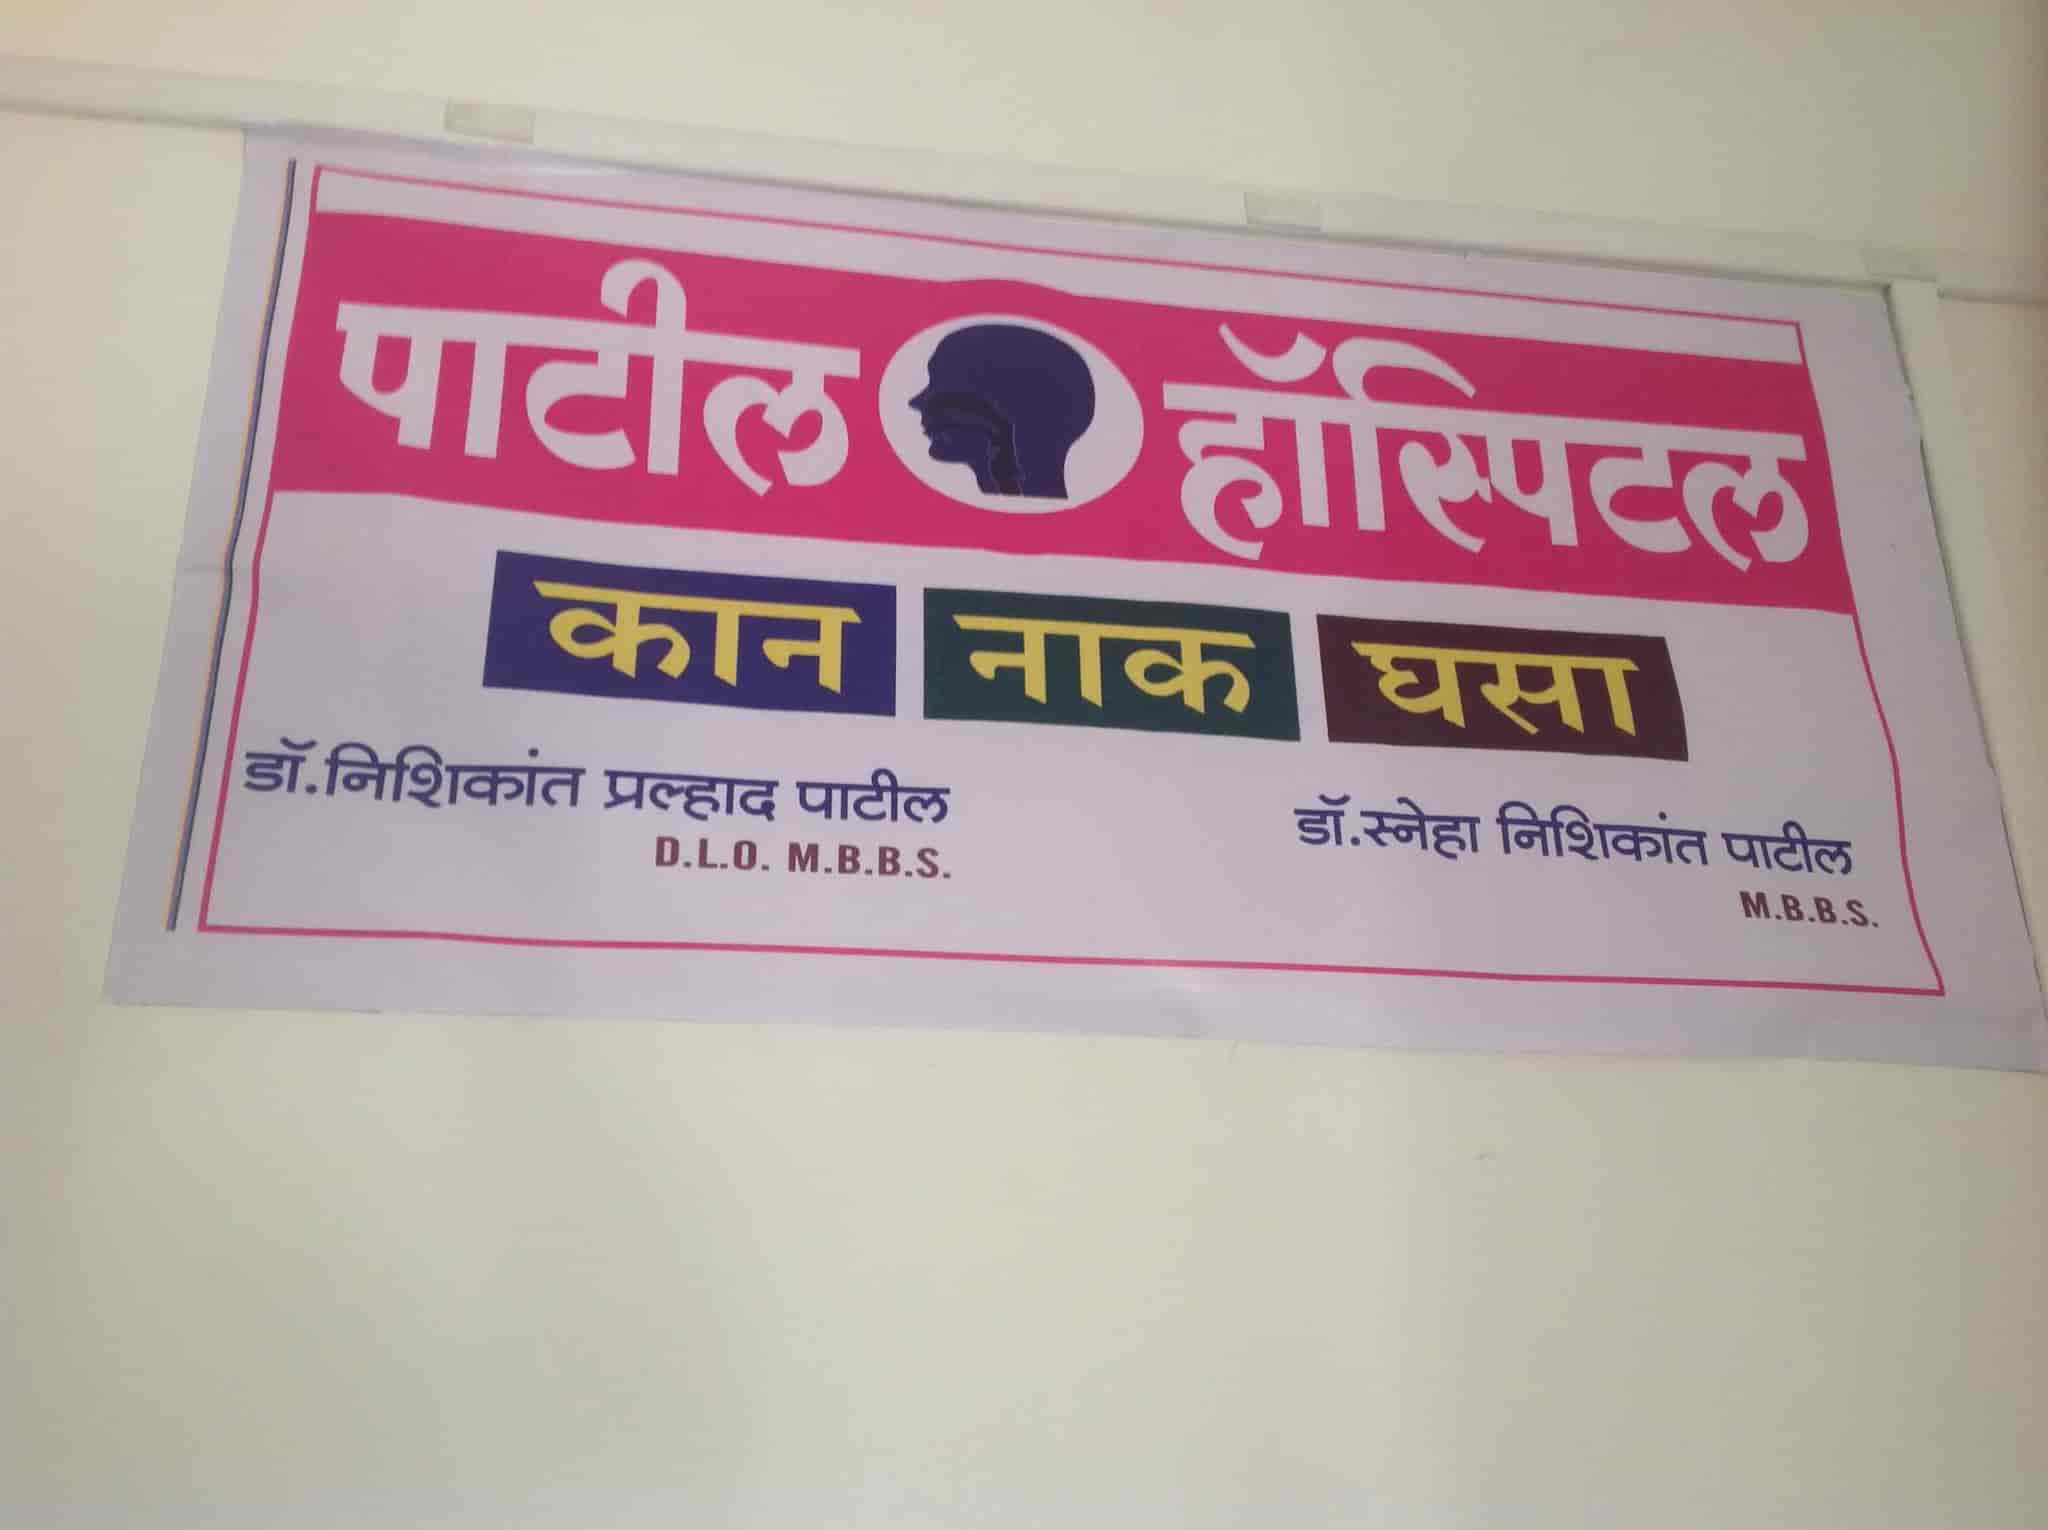 पाटील हॉस्पिटल
कान नाक घसा
डॉ.निशिकांत प्रल्हाद पाटील
D.L.O. M.B.B.S.
डॉ.स्नेहा निशिकांत पाटील
M.B.B.S.